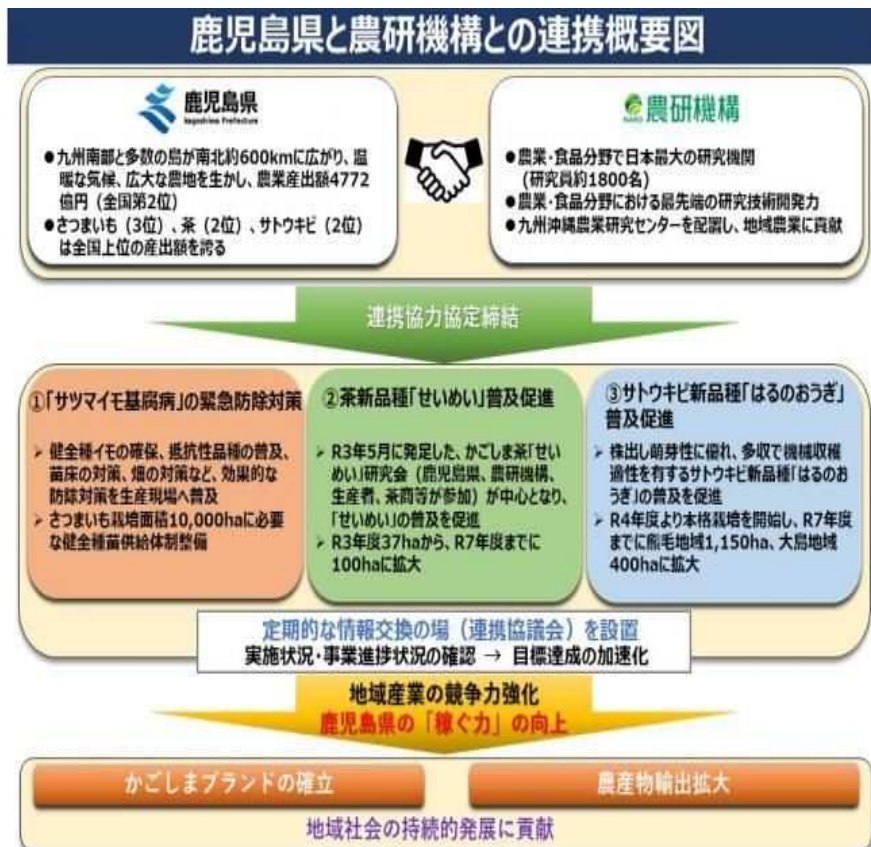 鹿児島県と農研機構との連携概要図
鹿児島県
Kagoshima Prefecture
●九州南部と多数の島が南北約600kmに広がり、温
暖な気候、広大な農地を生かし、農業産出額4772
億円（全国第2位）
●さつまいも（3位）、茶（2位）、サトウキビ（2位）
は全国上位の産出額を誇る
NARO 農研機構
●農業・食品分野で日本最大の研究機関
（研究員約1800名）
●農業・食品分野における最先端の研究技術開発力
●九州沖縄農業研究センターを配置し、地域農業に貢献
連携協力協定締結
①「サツマイモ基腐病」の緊急防除対策
➢ 健全種イモの確保、抵抗性品種の普及、
苗床の対策、畑の対策など、効果的な
防除対策を生産現場へ普及
➢ さつまいも栽培面積10,000haに必要
な健全種苗供給体制整備
②茶新品種「せいめい」普及促進
➢ R3年5月に発足した、かごしま茶「せい
めい」研究会（鹿児島県、農研機構、
生産者、茶商等が参加）が中心となり、
「せいめい」の普及を促進
➢ R3年度37haから、R7年度までに
100haに拡大
③サトウキビ新品種「はるのおうぎ」
普及促進
➢ 株出し萌芽性に優れ、多収で機械収穫
適性を有するサトウキビ新品種「はるのお
うぎ」の普及を促進
➢ R4年度より本格栽培を開始し、R7年度
までに熊毛地域1,150ha、大島地域
400haに拡大
定期的な情報交換の場（連携協議会）を設置
実施状況・事業進捗状況の確認 → 目標達成の加速化
地域産業の競争力強化
鹿児島県の「稼ぐ力」の向上
かごしまブランドの確立
農産物輸出拡大
地域社会の持続的発展に貢献